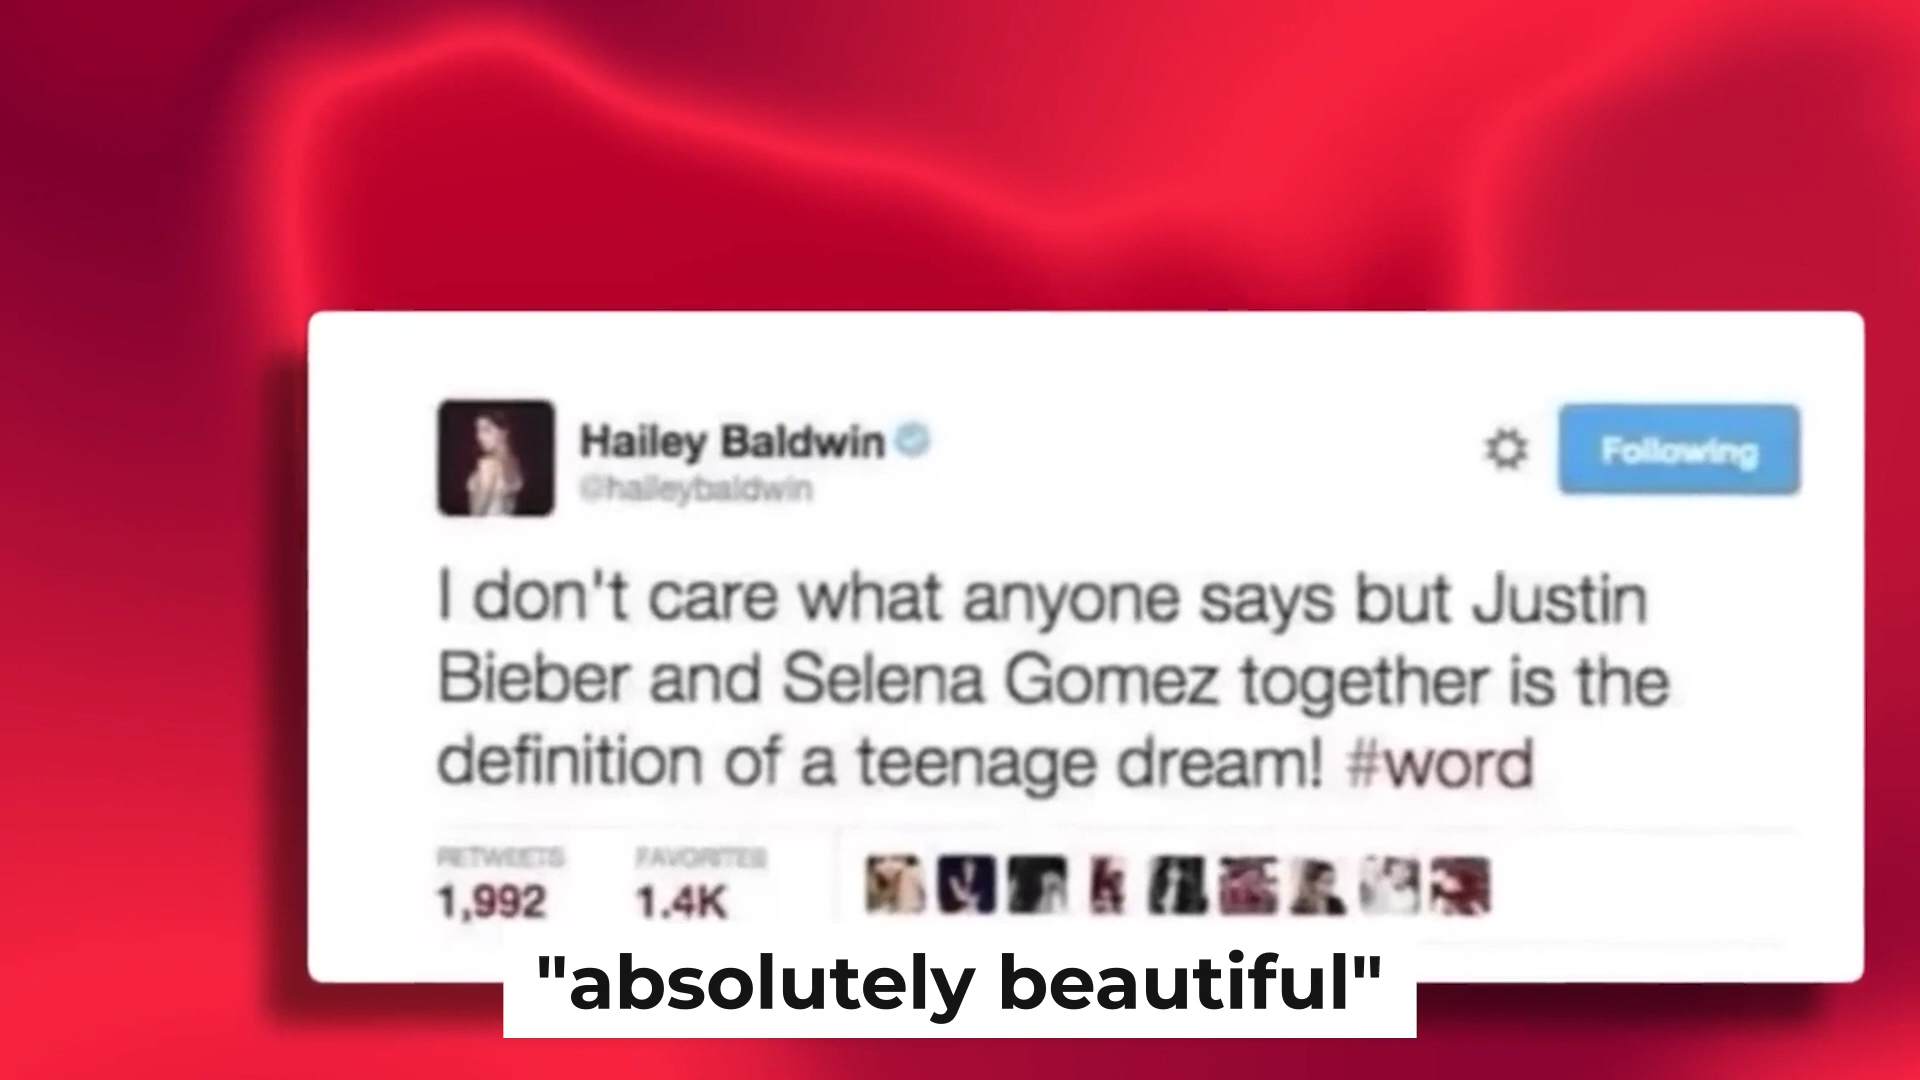 Hailey Baldwin
@haileybaldwin
Following
I don't care what anyone says but Justin
Bieber and Selena Gomez together is the
definition of a teenage dream! #word
RETWEETS
FAVORITES
1,992
1.4K
"absolutely beautiful"